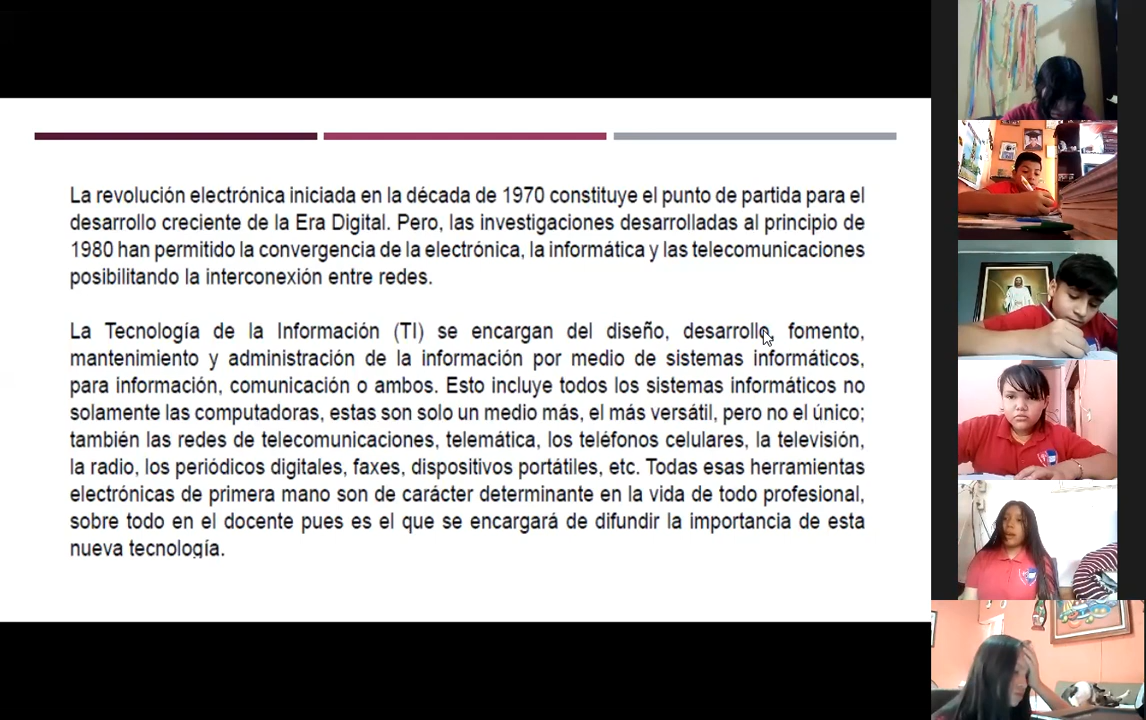 La revolución electrónica iniciada en la década de 1970 constituye el punto de partida para el
desarrollo creciente de la Era Digital. Pero, las investigaciones desarrolladas al principio de
1980 han permitido la convergencia de la electrónica, la informática y las telecomunicaciones
posibilitando la interconexión entre redes.
La Tecnología de la Información (TI) se encargan del diseño, desarrollo, fomento,
mantenimiento y administración de la información por medio de sistemas informáticos,
para información, comunicación o ambos. Esto incluye todos los sistemas informáticos no
solamente las computadoras, estas son solo un medio más, el más versátil, pero no el único;
también las redes de telecomunicaciones, telemática, los teléfonos celulares, la televisión,
la radio, los periódicos digitales, faxes, dispositivos portátiles, etc. Todas esas herramientas
electrónicas de primera mano son de carácter determinante en la vida de todo profesional,
sobre todo en el docente pues es el que se encargará de difundir la importancia de esta
nueva tecnología.